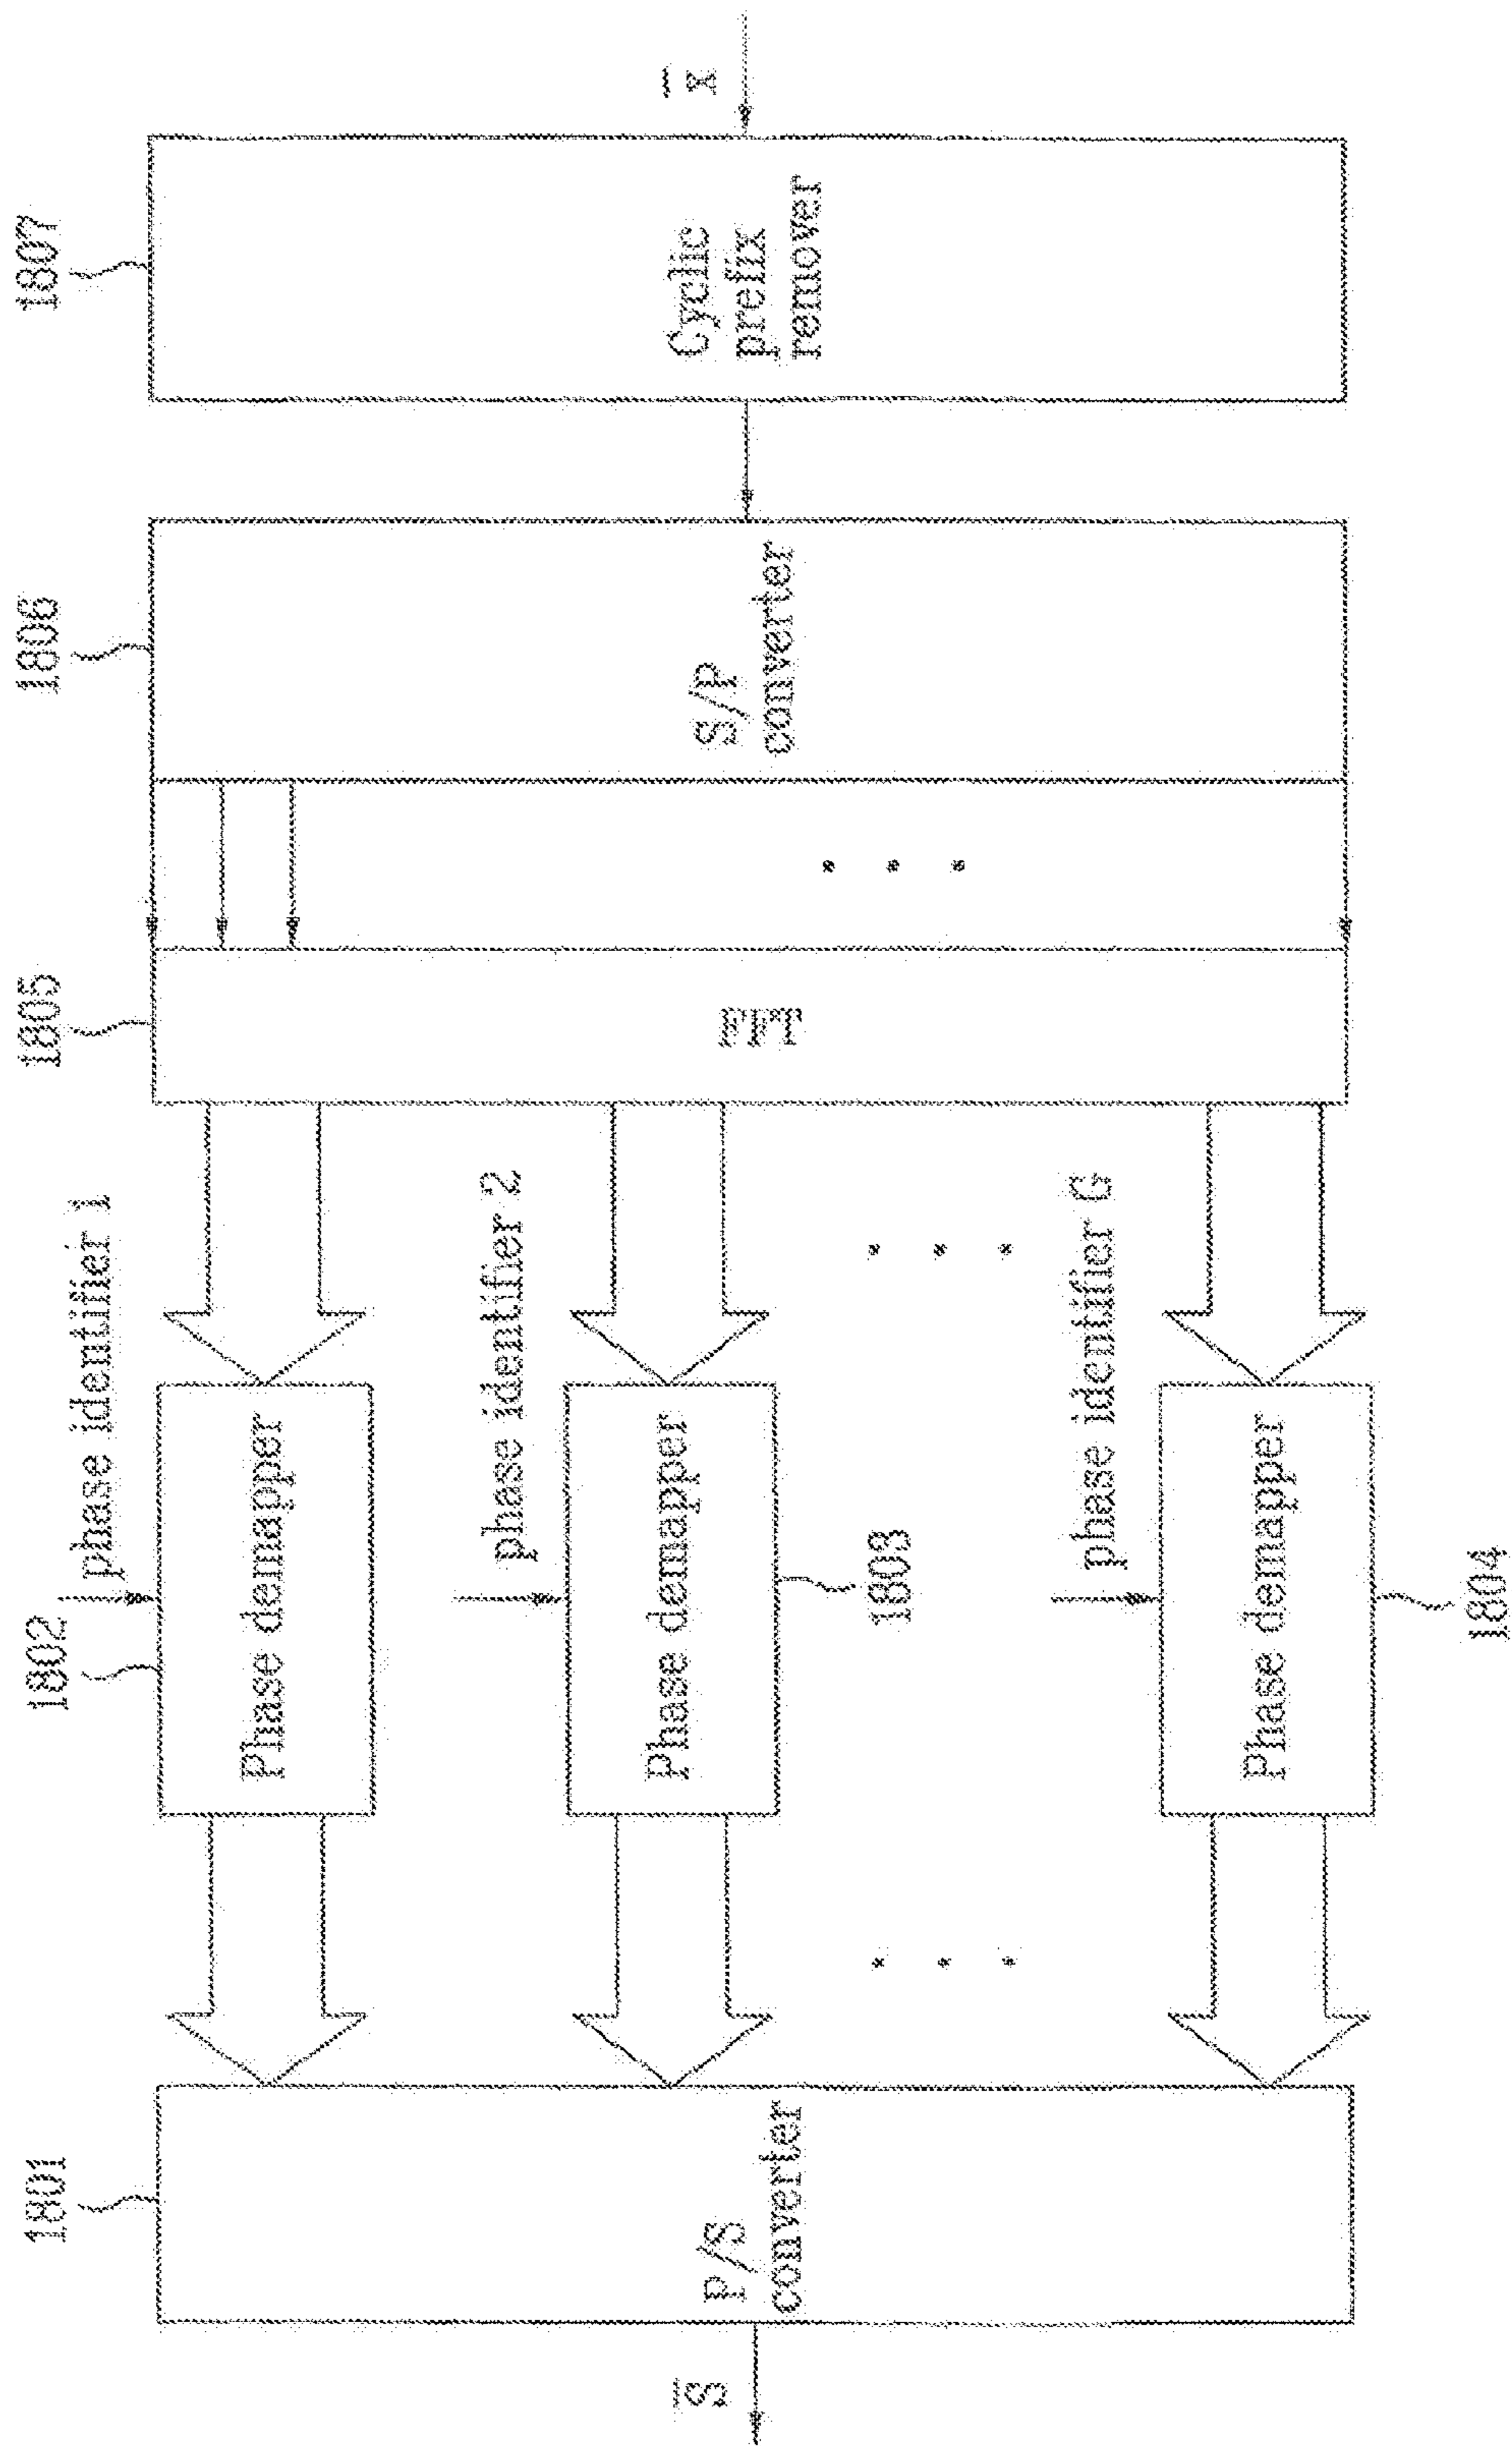 1801
P/S
converter
S
1802
phase identifier 1
Phase demapper
phase identifier 2
Phase demapper
1803
phase identifier G
Phase demapper
1804
1805
FFT
1806
S/P
converter
1807
Cyclic
prefix
remover
x